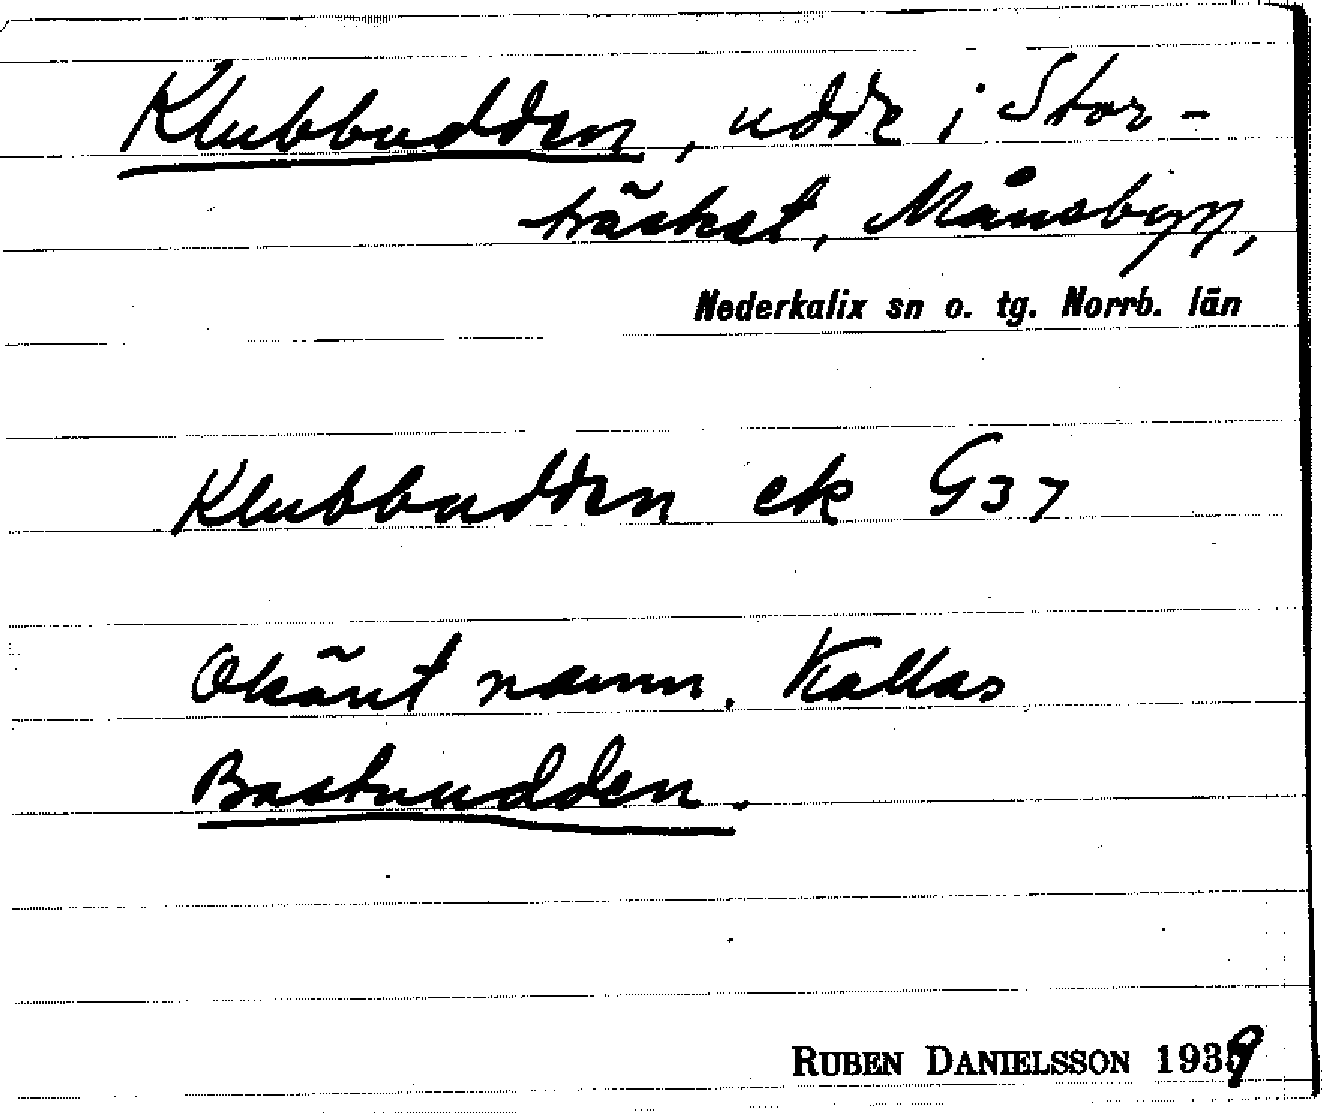 Klubbudden, udde i Stor-
träsket, Månsbyn,
Nederkalix sn o. tg. Norrb. län
Klubbudden ek G37
Okänt namn. Kallas
Bastuudden.
RUBEN DANIELSSON 1939